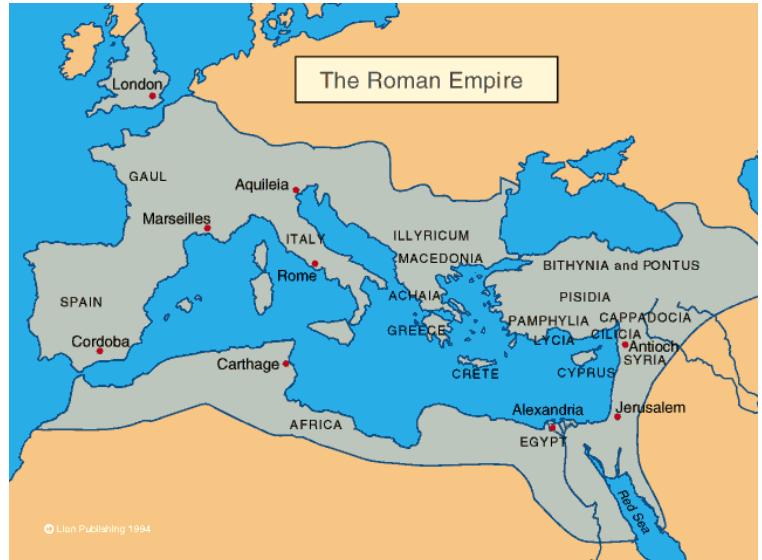 The Roman Empire
London
GAUL
Aquileia
Marseilles
ITALY
ILLYRICUM
MACEDONIA
BITHYNIA and PONTUS
Rome
SPAIN
ACHAIA
PISIDIA
PAMPHYLIA
CAPPADOCIA
GREECE
LYCIA
CILICIA
Cordoba
Antioch
Carthage
CRETE
CYPRUS
SYRIA
Alexandria
Jerusalem
AFRICA
EGYPT
Red Sea
© Lion Publishing 1994